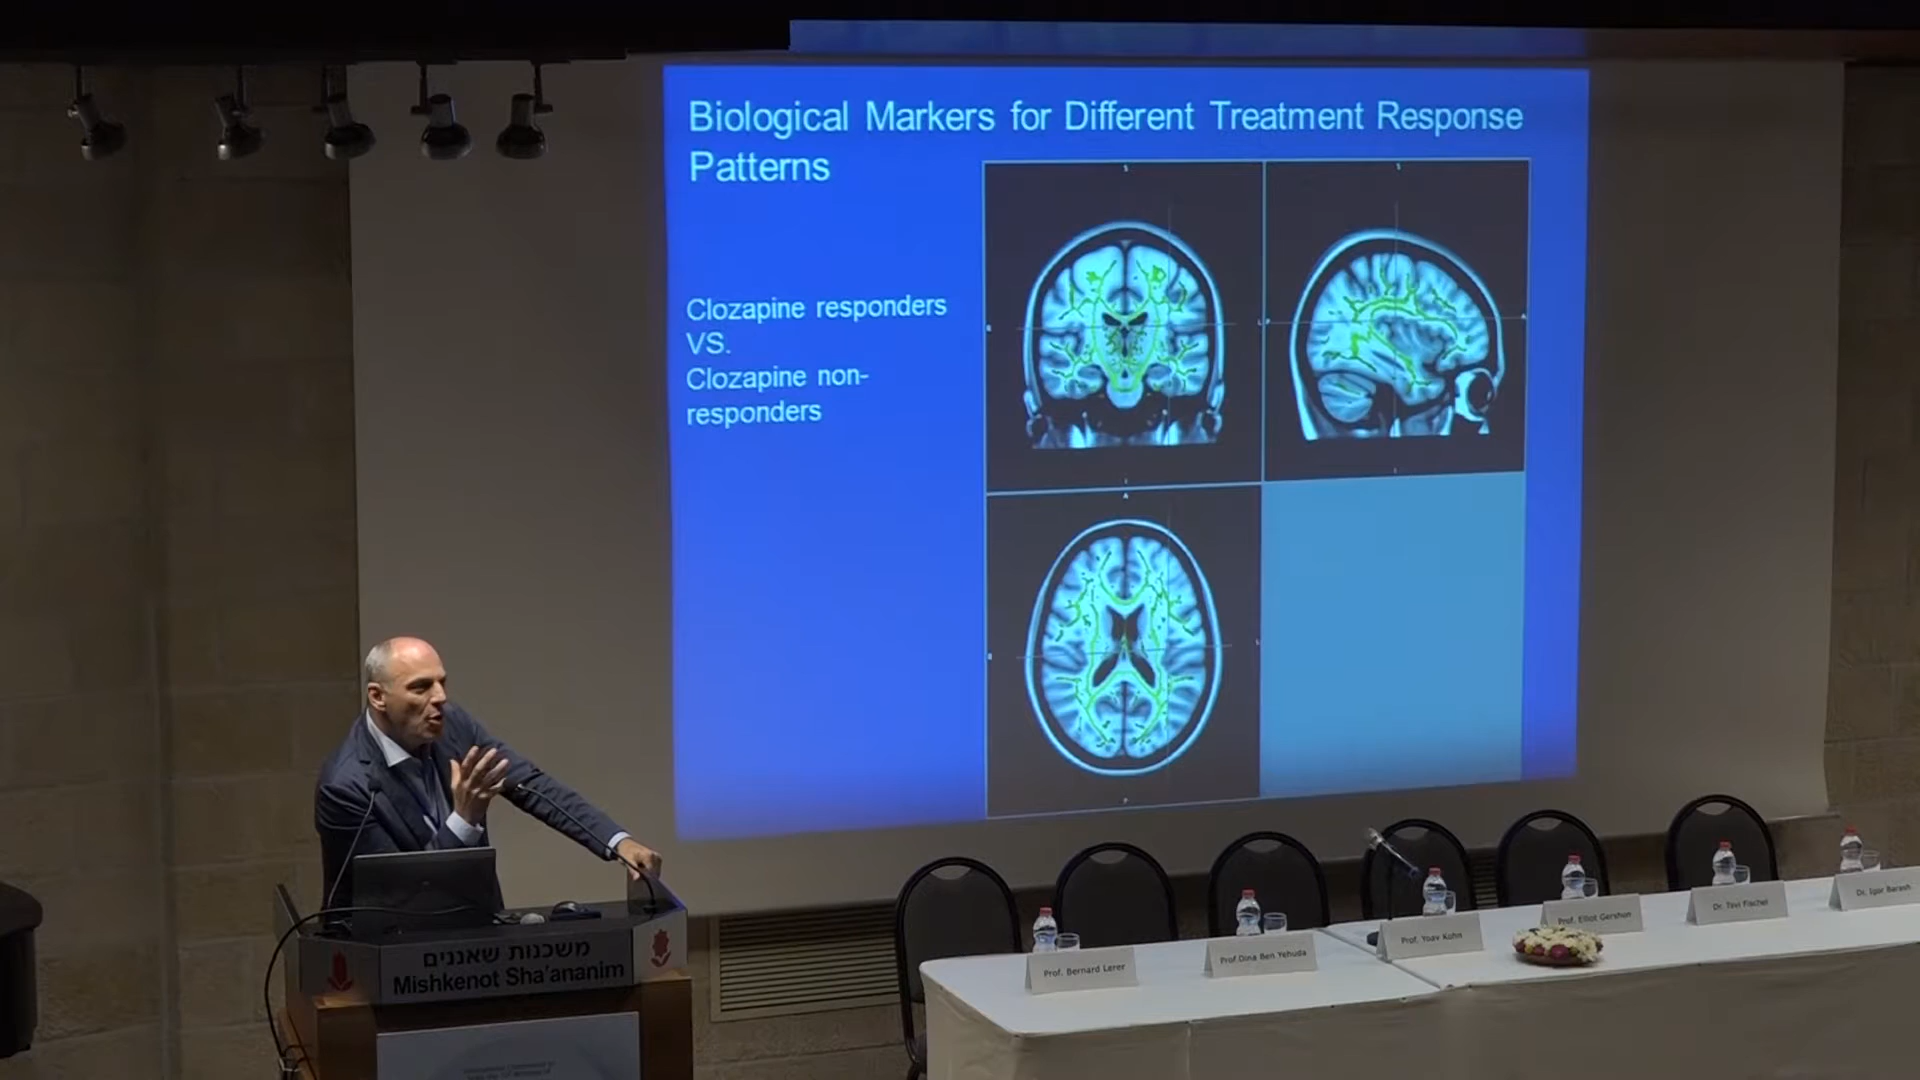 Biological Markers for Different Treatment Response
Patterns
Clozapine responders
VS.
Clozapine non-
responders
משכנות שאננים
Mishkenot Sha'ananim
Prof. Bernard Lerer
Prof.Dina Ben Yehuda
Prof. Yoav Kohn
Prof. Elliot Gershon
Dr. Tsvi Fischel
Dr. Igor Barash